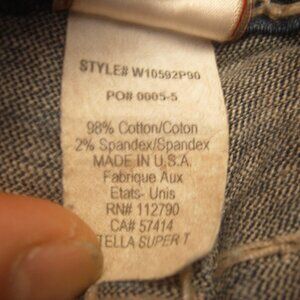 STYLE# W10592P90
PO# 0005-5
98% Cotton/Coton
2% Spandex/Spandex
MADE IN U.S.A.
Fabrique Aux
Etats- Unis
RN# 112790
CA# 57414
TELLA SUPER T